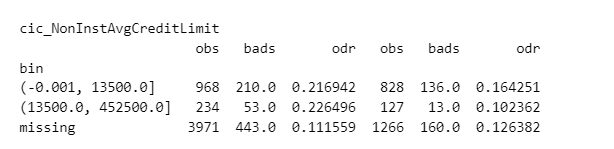 cic_NonInstAvgCreditLimit
obs bads odr obs bads odr
bin
(-0.001, 13500.0] 968 210.0 0.216942 828 136.0 0.164251
(13500.0, 452500.0] 234 53.0 0.226496 127 13.0 0.102362
missing 3971 443.0 0.111559 1266 160.0 0.126382